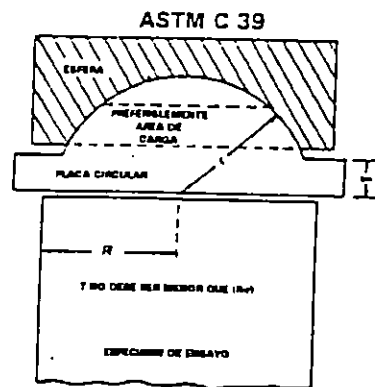 ASTM C 39
ESFERA
PREFERIBLEMENTE
AREA DE
CARGA
r
PLACA CIRCULAR
T
R
T NO DEBE SER MENOR QUE (R-r)
ESPECIMEN DE ENSAYO